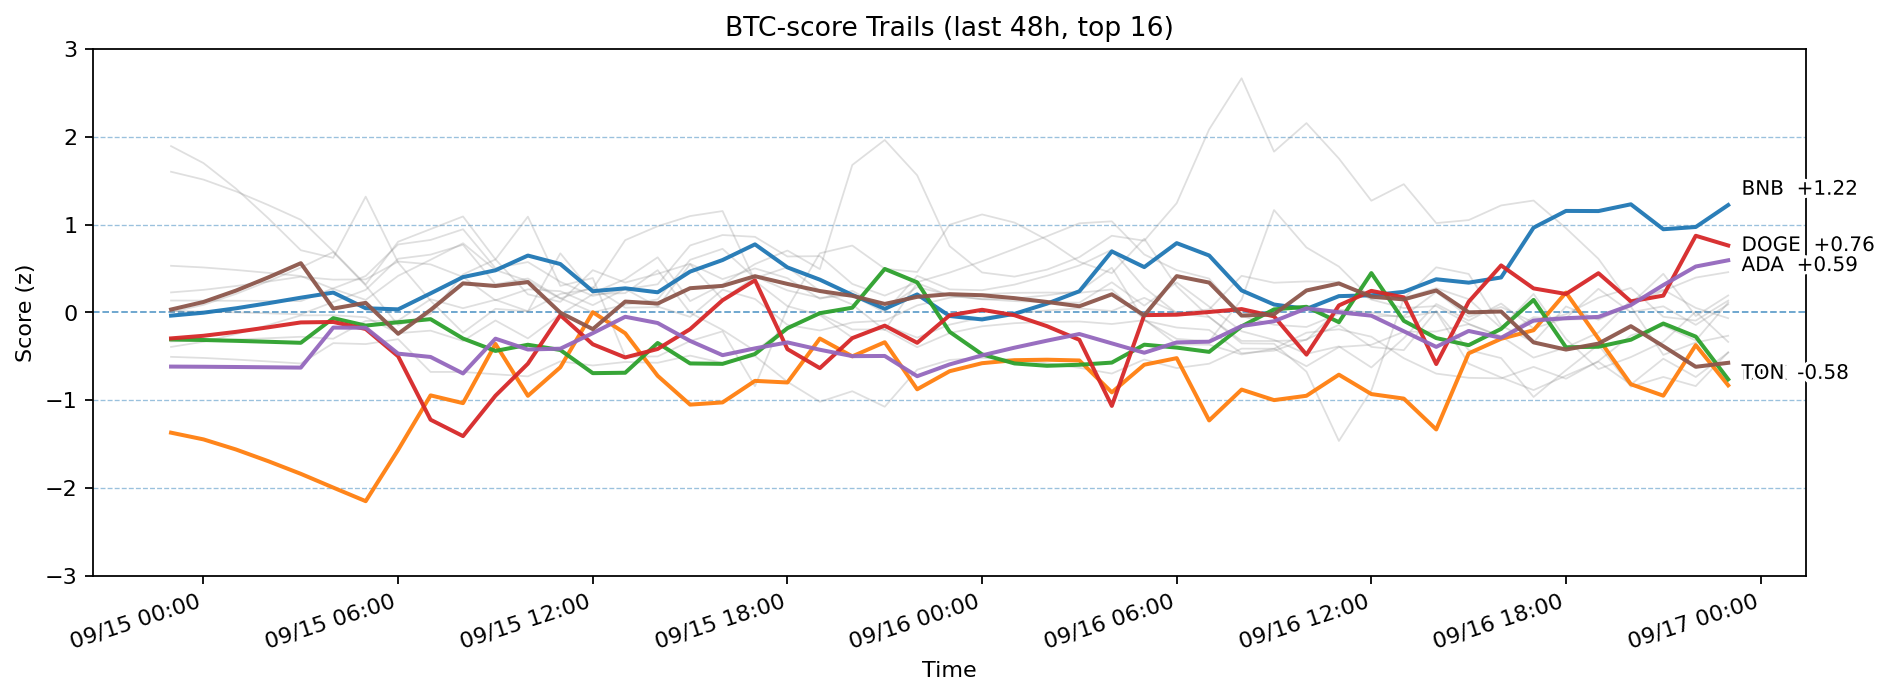 BTC-score Trails (last 48h, top 16)
Score (z)
3
2
1
0
−1
−2
−3
BNB +1.22
DOGE +0.76
ADA +0.59
TON -0.58
09/15 00:00
09/15 06:00
09/15 12:00
09/15 18:00
09/16 00:00
09/16 06:00
09/16 12:00
09/16 18:00
09/17 00:00
Time